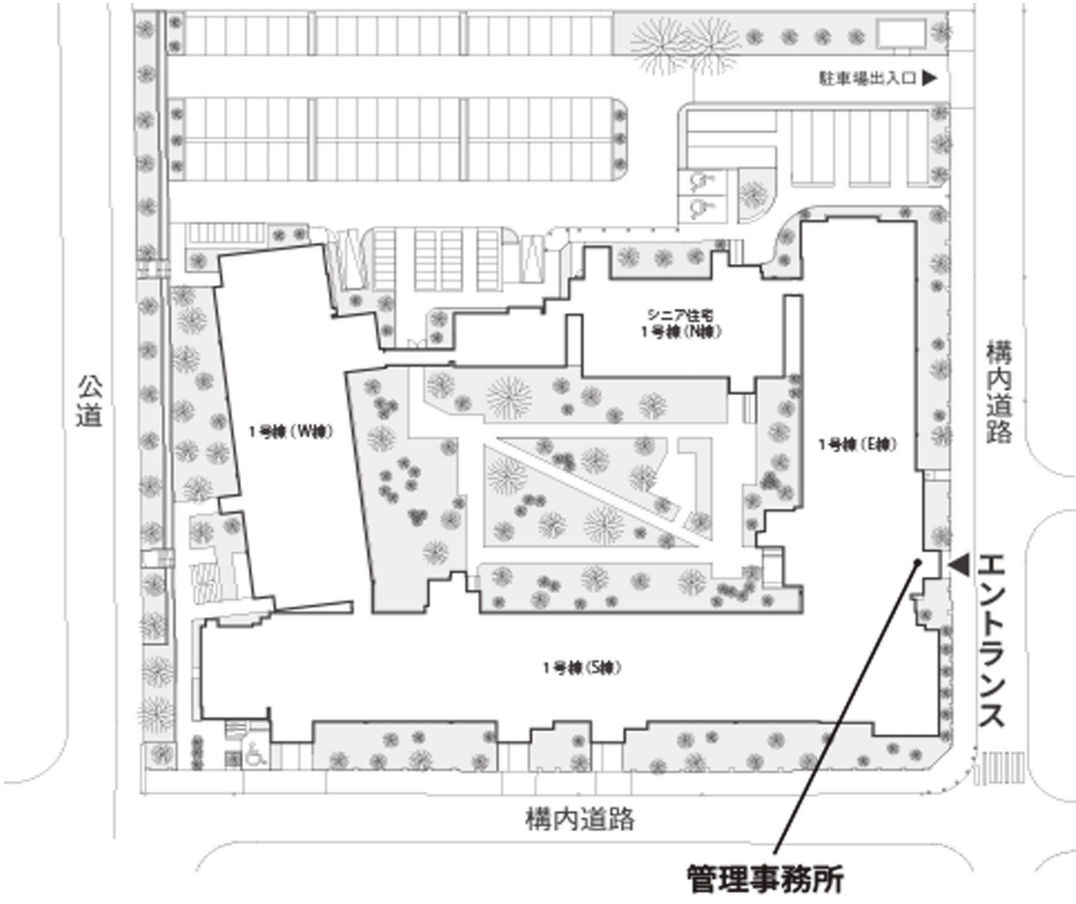 駐車場出入口
シニア住宅
1号棟(N棟)
構内道路
公道
1号棟(W棟)
1号棟(E棟)
エントランス
1号棟(S棟)
構内道路
管理事務所